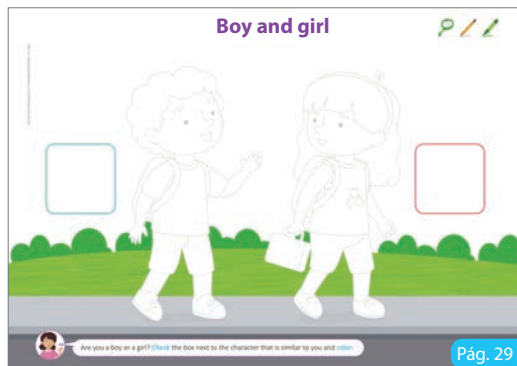 Boy and girl
Are you a boy or a girl? Check the box next to the character that is similar to you and color.
Pág. 29